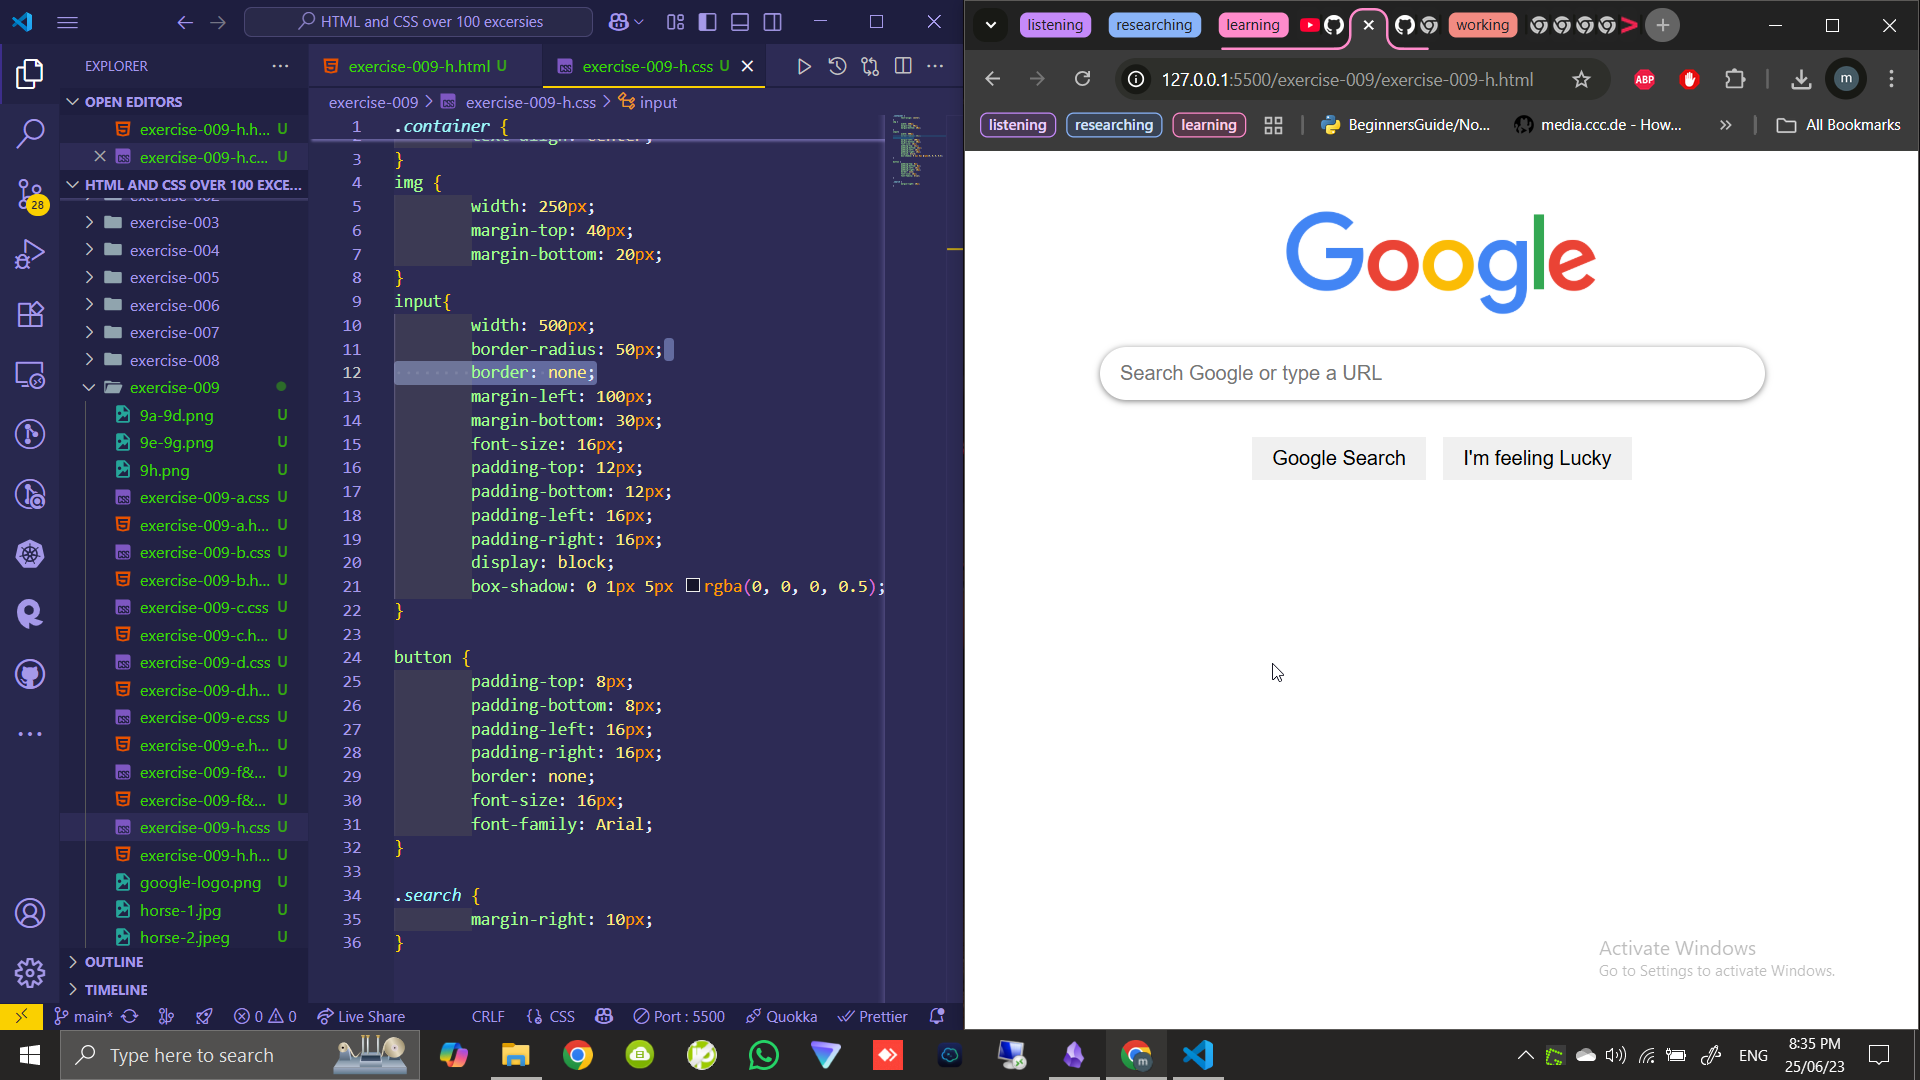 HTML and CSS over 100 excersies
EXPLORER
OPEN EDITORS
exercise-009-h.h... U
exercise-009-h.c... U
HTML AND CSS OVER 100 EXCE...
exercise-002
exercise-003
exercise-004
exercise-005
exercise-006
exercise-007
exercise-008
exercise-009
9a-9d.png U
9e-9g.png U
9h.png U
exercise-009-a.css U
exercise-009-a.h... U
exercise-009-b.css U
exercise-009-b.h... U
exercise-009-c.css U
exercise-009-c.h... U
exercise-009-d.css U
exercise-009-d.h... U
exercise-009-e.css U
exercise-009-e.h... U
exercise-009-f&... U
exercise-009-f&... U
exercise-009-h.css U
exercise-009-h.h... U
google-logo.png U
horse-1.jpg U
horse-2.jpeg U
OUTLINE
TIMELINE
28
exercise-009-h.html U
exercise-009-h.css U
exercise-009 > exercise-009-h.css > input
1 .container {
2 text-align: center;
3 }
4 img {
5 width: 250px;
6 margin-top: 40px;
7 margin-bottom: 20px;
8 }
9 input{
10 width: 500px;
11 border-radius: 50px;
12 border: none;
13 margin-left: 100px;
14 margin-bottom: 30px;
15 font-size: 16px;
16 padding-top: 12px;
17 padding-bottom: 12px;
18 padding-left: 16px;
19 padding-right: 16px;
20 display: block;
21 box-shadow: 0 1px 5px rgba(0, 0, 0, 0.5);
22 }
23
24 button {
25 padding-top: 8px;
26 padding-bottom: 8px;
27 padding-left: 16px;
28 padding-right: 16px;
29 border: none;
30 font-size: 16px;
31 font-family: Arial;
32 }
33
34 .search {
35 margin-right: 10px;
36 }
main* 0 0 Live Share CRLF {} CSS Port : 5500 Quokka Prettier
listening researching learning working
127.0.0.1:5500/exercise-009/exercise-009-h.html ABP m
listening researching learning BeginnersGuide/No... media.ccc.de - How... » All Bookmarks
Google
Search Google or type a URL
Google Search I'm feeling Lucky
Activate Windows
Go to Settings to activate Windows.
Type here to search
ENG
8:35 PM
25/06/23